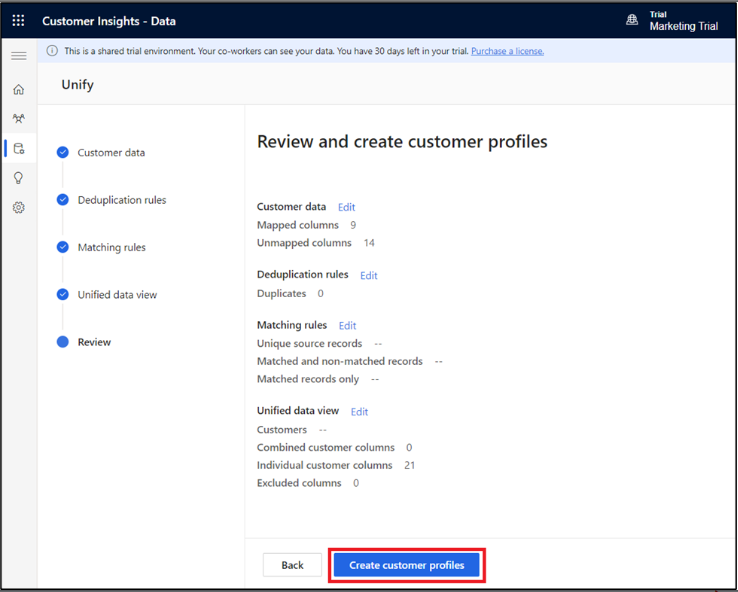 Customer Insights - Data
Trial
Marketing Trial
This is a shared trial environment. Your co-workers can see your data. You have 30 days left in your trial. Purchase a license.
Unify
Customer data
Deduplication rules
Matching rules
Unified data view
Review
Review and create customer profiles
Customer data Edit
Mapped columns 9
Unmapped columns 14
Deduplication rules Edit
Duplicates 0
Matching rules Edit
Unique source records --
Matched and non-matched records --
Matched records only --
Unified data view Edit
Customers --
Combined customer columns 0
Individual customer columns 21
Excluded columns 0
Back Create customer profiles